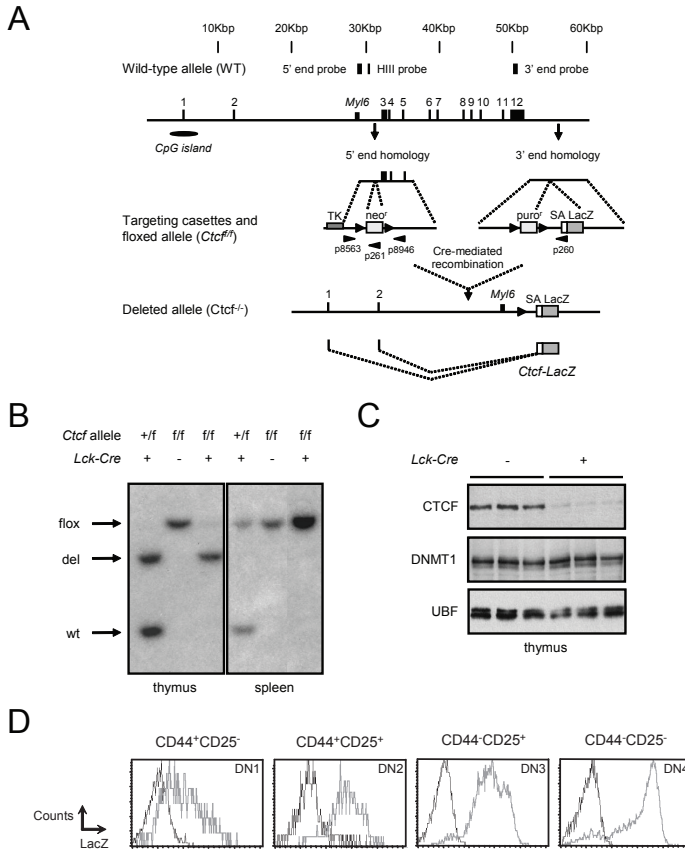 A
10Kbp 20Kbp 30Kbp 40Kbp 50Kbp 60Kbp
Wild-type allele (WT) 5' end probe HIII probe 3' end probe
1 2 Myl6 3 4 5 6 7 8 9 10 11 12
CpG island
5' end homology 3' end homology
TK neoʳ puroʳ SA LacZ
Targeting casettes and
floxed allele (Ctcfᶠ/ᶠ)
p8563 p261 p8946 p260
Cre-mediated
recombination
Deleted allele (Ctcf⁻/⁻) 1 2 Myl6 SA LacZ
Ctcf-LacZ
B
Ctcf allele +/f f/f f/f +/f f/f f/f
Lck-Cre + - + + - +
flox
del
wt
thymus spleen
C
Lck-Cre - +
CTCF
DNMT1
UBF
thymus
D
CD44⁺CD25⁻ CD44⁺CD25⁺ CD44⁻CD25⁺ CD44⁻CD25⁻
DN1 DN2 DN3 DN4
Counts
LacZ